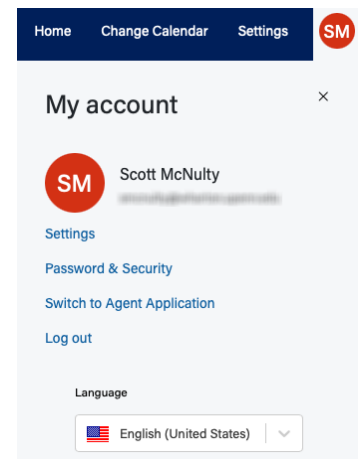 Home Change Calendar Settings SM
My account ×
SM Scott McNulty
Settings
Password & Security
Switch to Agent Application
Log out
Language
English (United States)